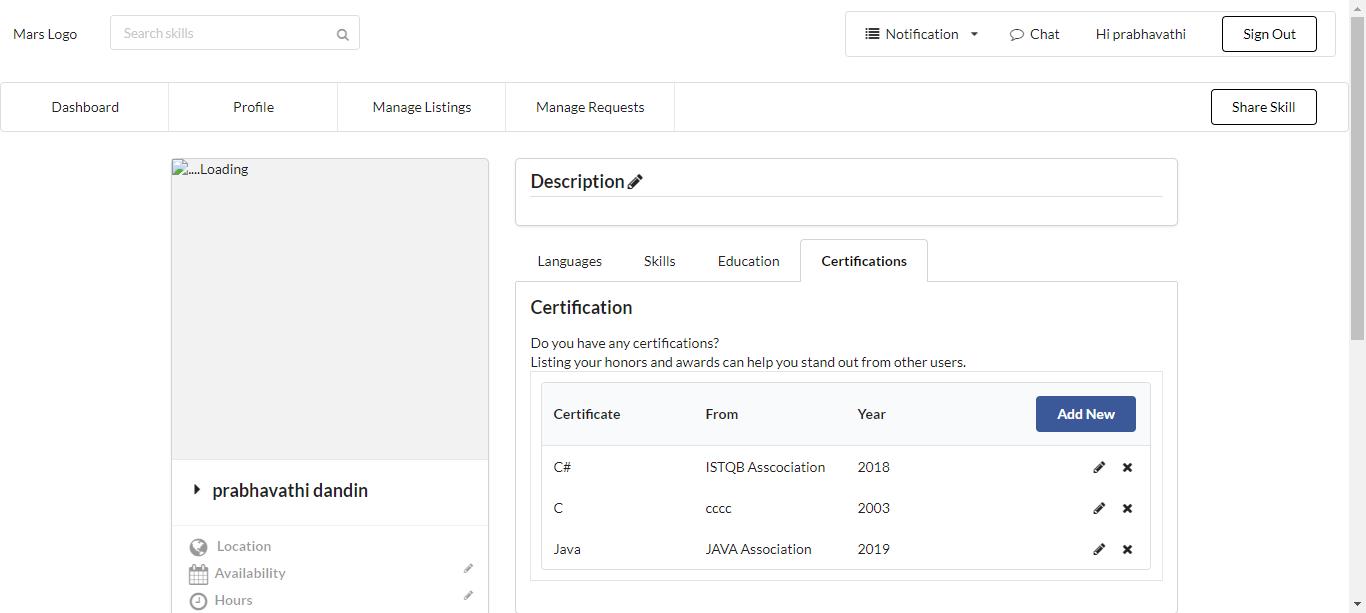 Mars Logo
Search skills
Notification
Chat
Hi prabhavathi
Sign Out
Dashboard
Profile
Manage Listings
Manage Requests
Share Skill
....Loading
prabhavathi dandin
Location
Availability
Hours
Description
Languages
Skills
Education
Certifications
Certification
Do you have any certifications?
Listing your honors and awards can help you stand out from other users.
Certificate From Year Add New
C# ISTQB Asscociation 2018
C cccc 2003
Java JAVA Association 2019